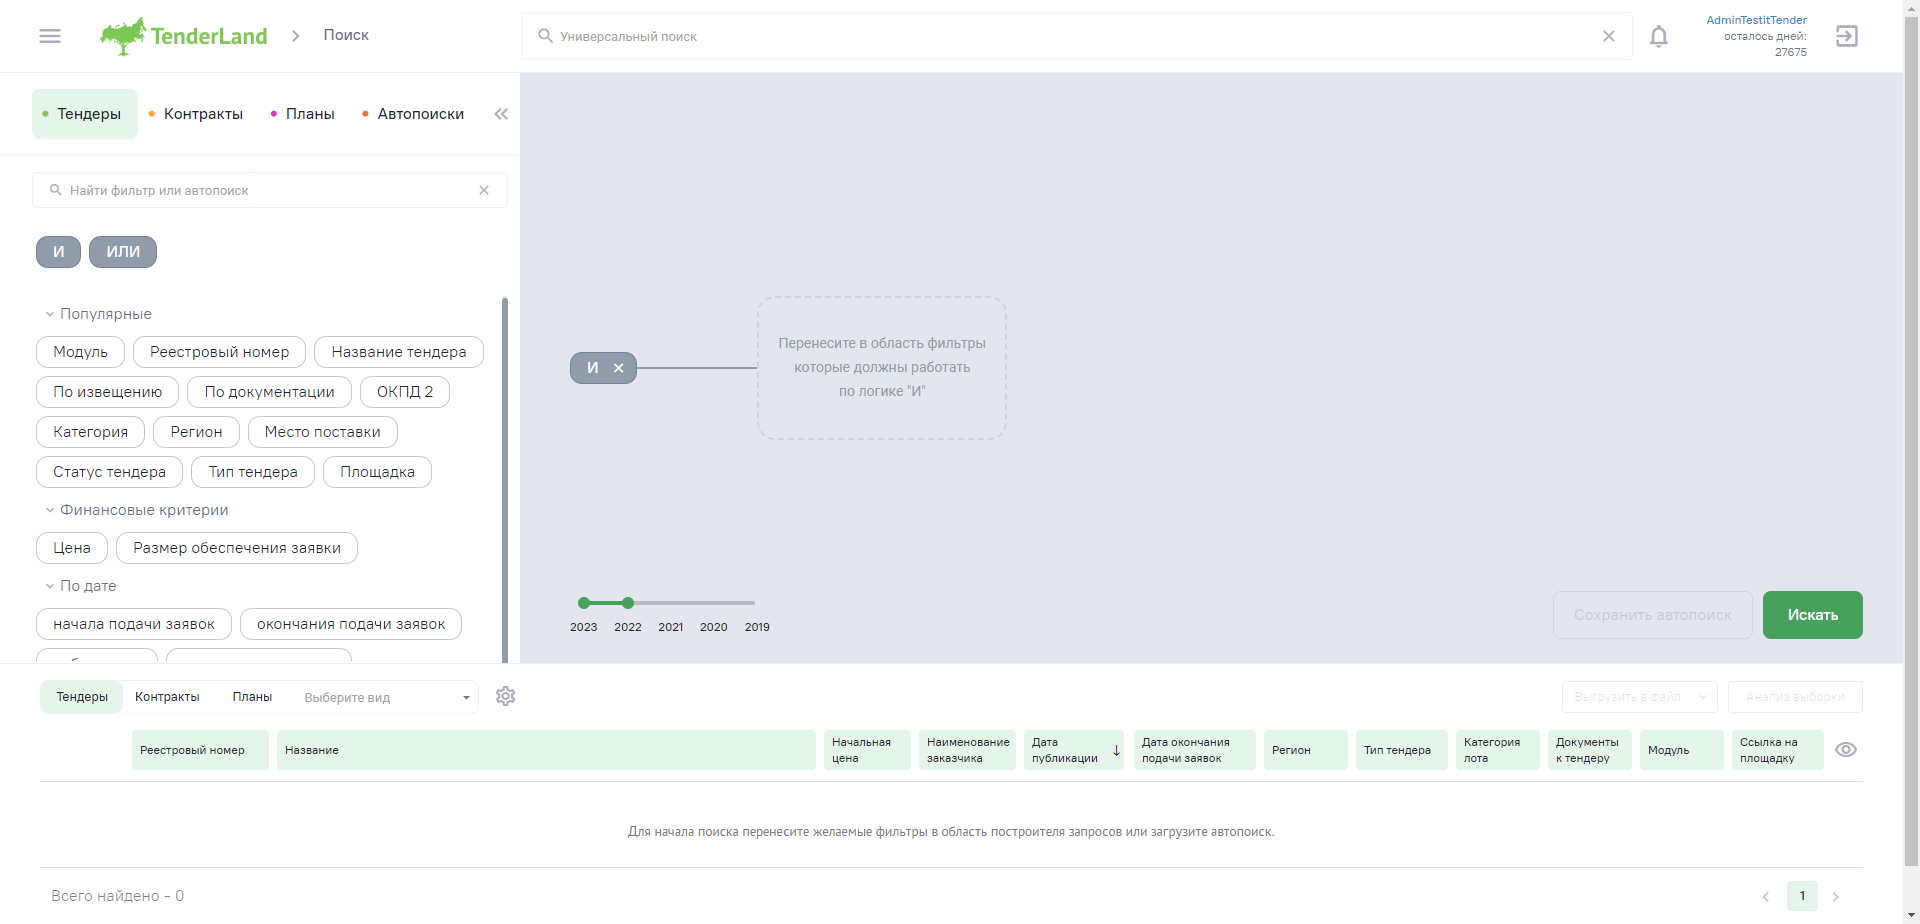 TenderLand
Поиск
Универсальный поиск
AdminTestitTender
осталось дней:
27675
Тендеры
Контракты
Планы
Автопоиски
Найти фильтр или автопоиск
И
ИЛИ
Популярные
Модуль
Реестровый номер
Название тендера
По извещению
По документации
ОКПД 2
Категория
Регион
Место поставки
Статус тендера
Тип тендера
Площадка
Финансовые критерии
Цена
Размер обеспечения заявки
По дате
начала подачи заявок
окончания подачи заявок
И
Перенесите в область фильтры
которые должны работать
по логике "И"
2023 2022 2021 2020 2019
Сохранить автопоиск
Искать
Тендеры
Контракты
Планы
Выберите вид
Выгрузить в файл
Анализ выборки
Реестровый номер
Название
Начальная
цена
Наименование
заказчика
Дата
публикации
Дата окончания
подачи заявок
Регион
Тип тендера
Категория
лота
Документы
к тендеру
Модуль
Ссылка на
площадку
Для начала поиска перенесите желаемые фильтры в область построителя запросов или загрузите автопоиск.
Всего найдено - 0
1